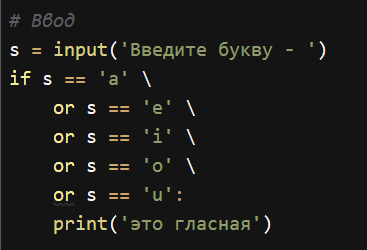 # Ввод
s = input('Введите букву - ')
if s == 'a' \
    or s == 'e' \
    or s == 'i' \
    or s == 'o' \
    or s == 'u':
    print('это гласная')